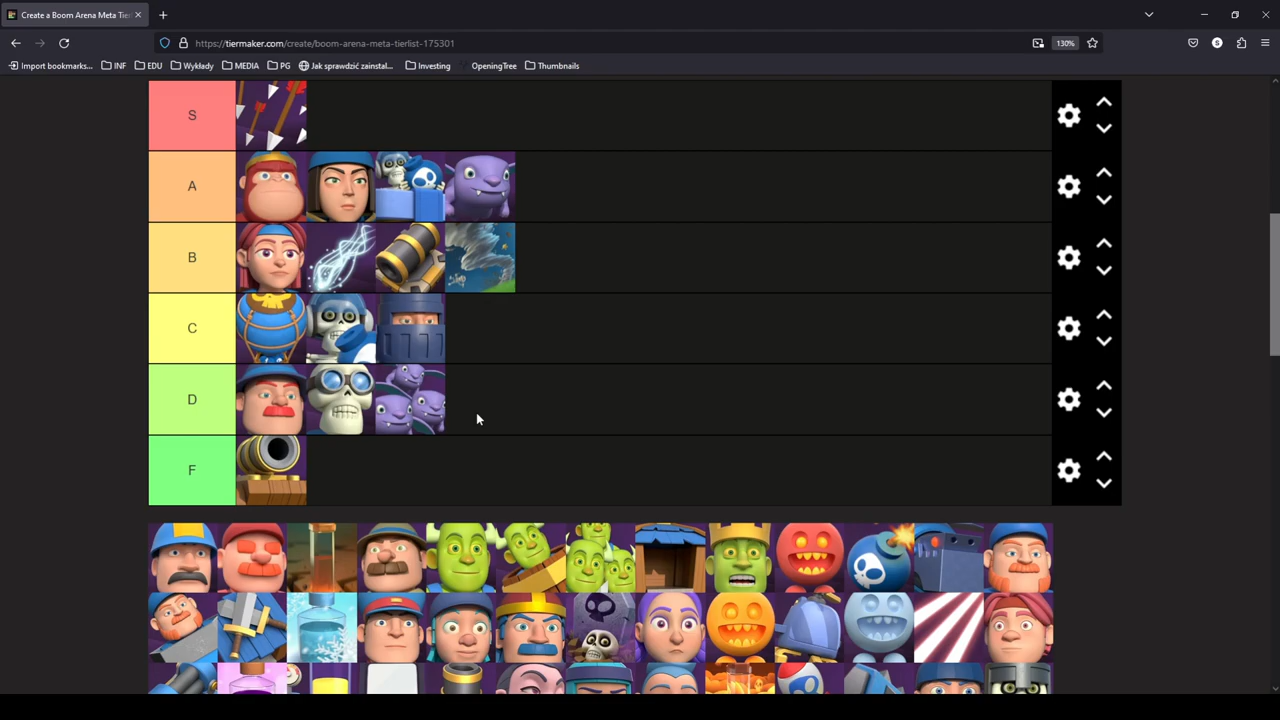 Create a Boom Arena Meta Tier
https://tiermaker.com/create/boom-arena-meta-tierlist-175301
130%
S
Import bookmarks... INF EDU Wykłady MEDIA PG Jak sprawdzić zainstal... Investing OpeningTree Thumbnails
S
A
B
C
D
F